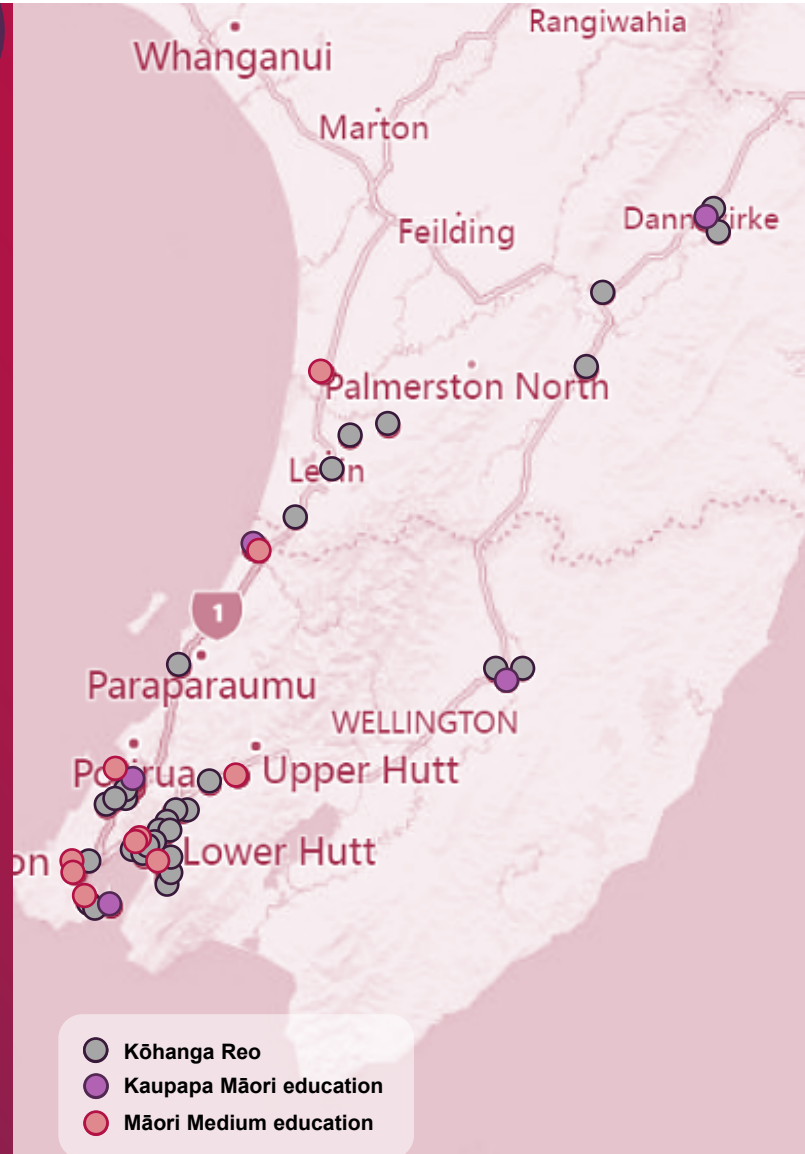 Rangiwahia
Whanganui
Marton
Feilding
Palmerston North
1
Paraparaumu
WELLINGTON
Upper Hutt
Lower Hutt
on
Kōhanga Reo
Kaupapa Māori education
Māori Medium education